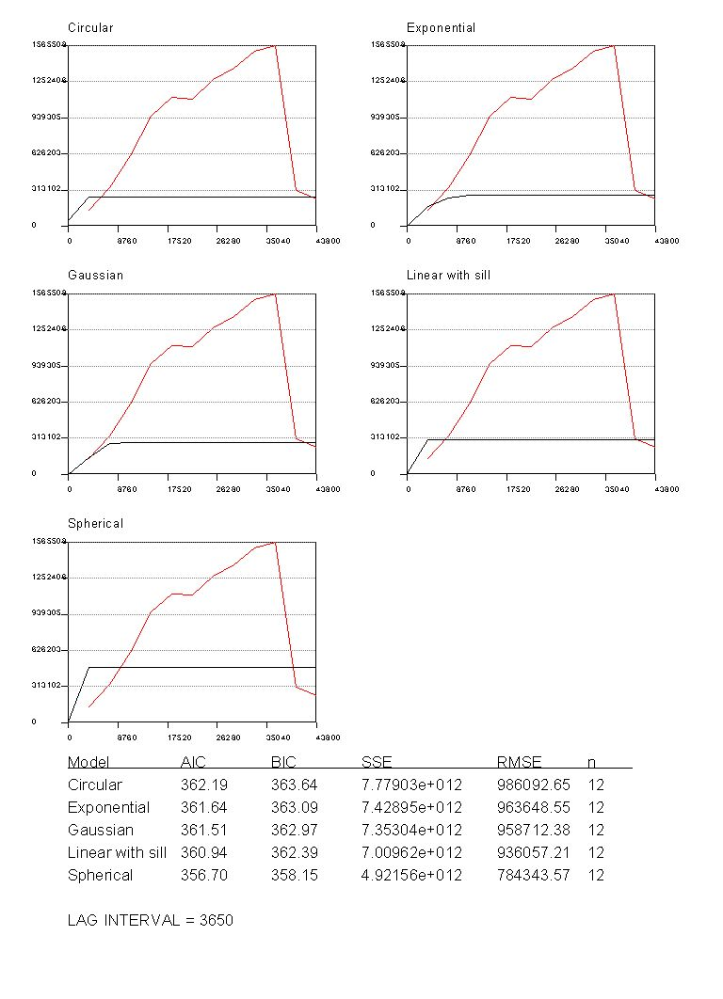 Circular Exponential
1565508 1565508
1252406 1252406
939305 939305
626203 626203
313102 313102
0 0
0 8760 17520 26280 35040 43800 0 8760 17520 26280 35040 43800
Gaussian Linear with sill
1565508 1565508
1252406 1252406
939305 939305
626203 626203
313102 313102
0 0
0 8760 17520 26280 35040 43800 0 8760 17520 26280 35040 43800
Spherical
1565508
1252406
939305
626203
313102
0
0 8760 17520 26280 35040 43800
Model AIC BIC SSE RMSE n
Circular 362.19 363.64 7.77903e+012 986092.65 12
Exponential 361.64 363.09 7.42895e+012 963648.55 12
Gaussian 361.51 362.97 7.35304e+012 958712.38 12
Linear with sill 360.94 362.39 7.00962e+012 936057.21 12
Spherical 356.70 358.15 4.92156e+012 784343.57 12
LAG INTERVAL = 3650